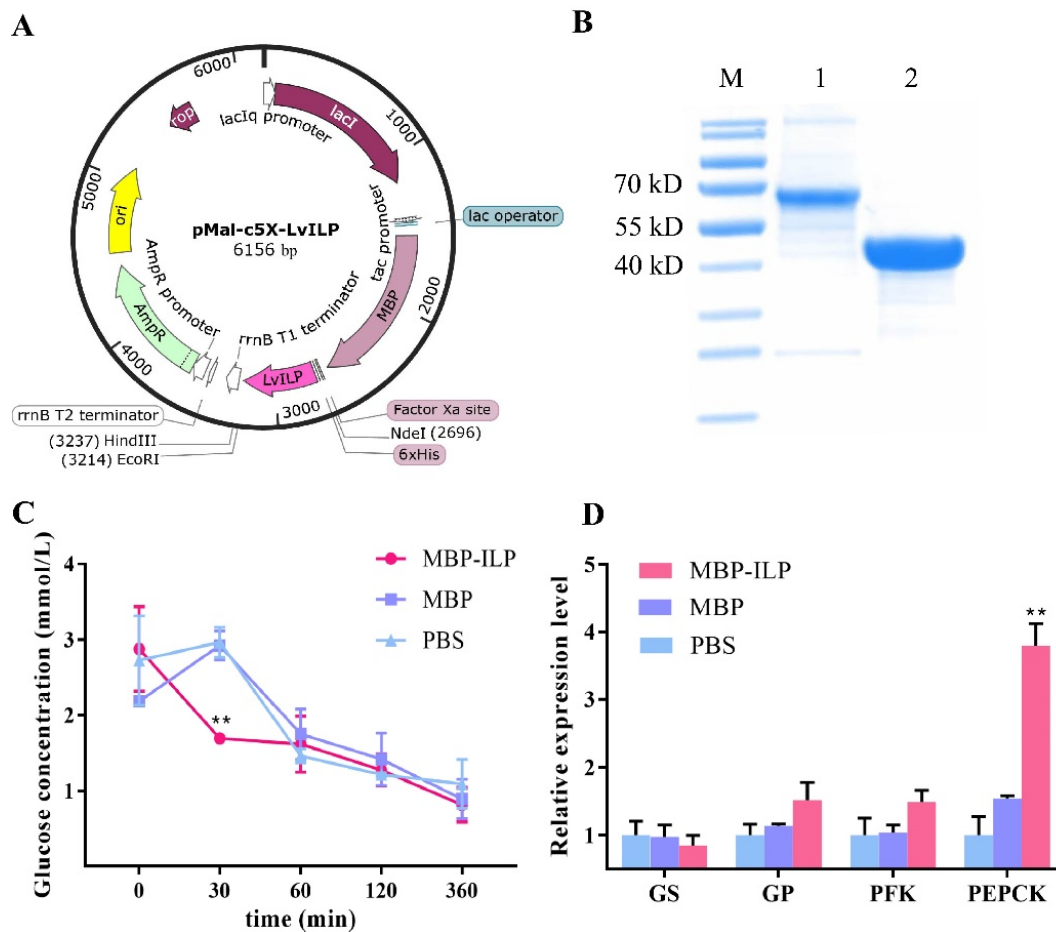 A
6000
1000
2000
3000
4000
5000
rop
lacIq promoter
lacI
tac promoter
lac operator
pMal-c5X-LvILP
6156 bp
ori
AmpR promoter
AmpR
rrnB T1 terminator
MBP
LvILP
rrnB T2 terminator
(3237) HindIII
(3214) EcoRI
Factor Xa site
NdeI (2696)
6xHis
B
M 1 2
70 kD
55 kD
40 kD
C
Glucose concentration (mmol/L)
4
3
2
1
MBP-ILP
MBP
PBS
**
0 30 60 120 360
time (min)
D
Relative expression level
5
4
3
2
1
MBP-ILP
MBP
PBS
**
GS GP PFK PEPCK